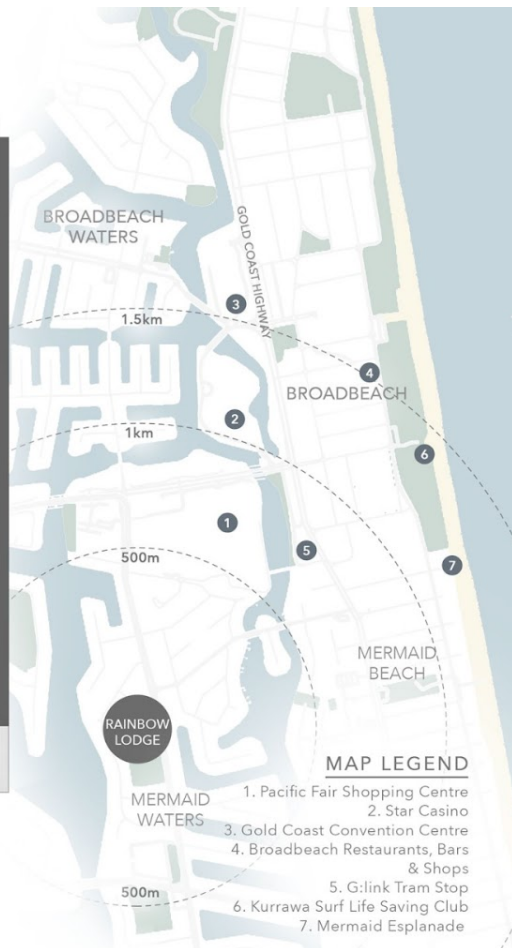 BROADBEACH
WATERS
GOLD COAST HIGHWAY
3
1.5km
4
BROADBEACH
2
1km
6
1
5
500m
7
MERMAID
BEACH
RAINBOW
LODGE
MERMAID
WATERS
500m
MAP LEGEND
1. Pacific Fair Shopping Centre
2. Star Casino
3. Gold Coast Convention Centre
4. Broadbeach Restaurants, Bars
& Shops
5. G:link Tram Stop
6. Kurrawa Surf Life Saving Club
7. Mermaid Esplanade